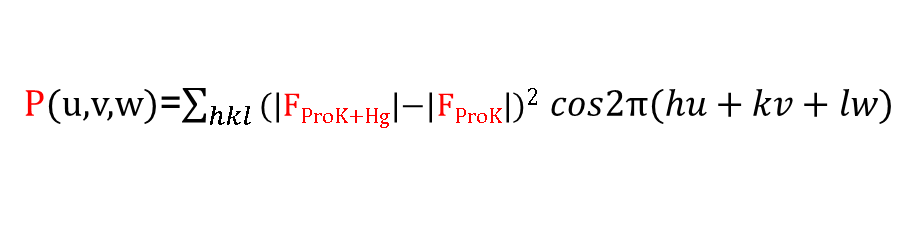 P(u,v,w)=∑hkl (|FProK+Hg|−|FProK|)² cos2π(hu + kv + lw)